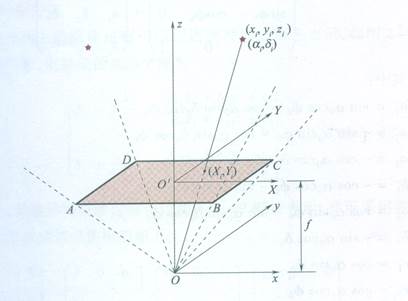 z
(x_i, y_i, z_i)
(α_i, δ_i)
Y
D
C
(X_i, Y_i)
O'
X
A
B
y
f
O
x